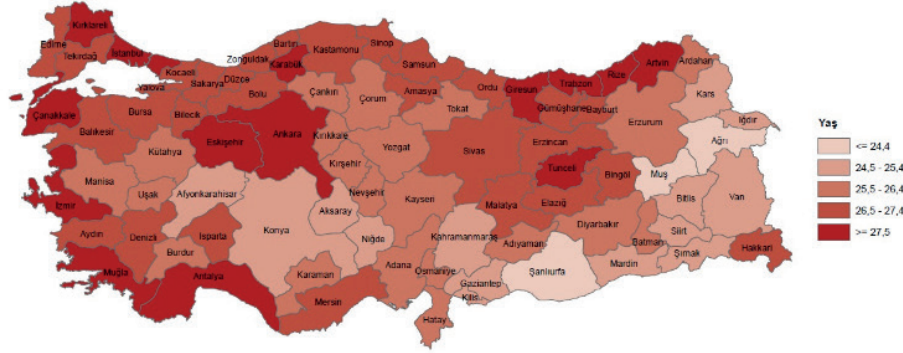 Kırklareli
Edirne
Tekirdağ
İstanbul
Kocaeli
Yalova
Sakarya
Düzce
Zonguldak
Bartın
Karabük
Kastamonu
Sinop
Samsun
Bolu
Çankırı
Çorum
Amasya
Tokat
Ordu
Giresun
Trabzon
Rize
Artvin
Ardahan
Kars
Iğdır
Gümüşhane
Bayburt
Erzurum
Ağrı
Çanakkale
Balıkesir
Bursa
Bilecik
Eskişehir
Ankara
Kırıkkale
Yozgat
Sivas
Erzincan
Tunceli
Bingöl
Muş
Kütahya
Kırşehir
Manisa
Uşak
Afyonkarahisar
Nevşehir
Kayseri
Malatya
Elazığ
Bitlis
Van
İzmir
Aksaray
Konya
Niğde
Kahramanmaraş
Adıyaman
Diyarbakır
Batman
Siirt
Şırnak
Hakkari
Aydın
Denizli
Isparta
Burdur
Muğla
Antalya
Karaman
Mersin
Adana
Osmaniye
Gaziantep
Kilis
Hatay
Şanlıurfa
Mardin
Yaş
<= 24,4
24,5 - 25,4
25,5 - 26,4
26,5 - 27,4
>= 27,5